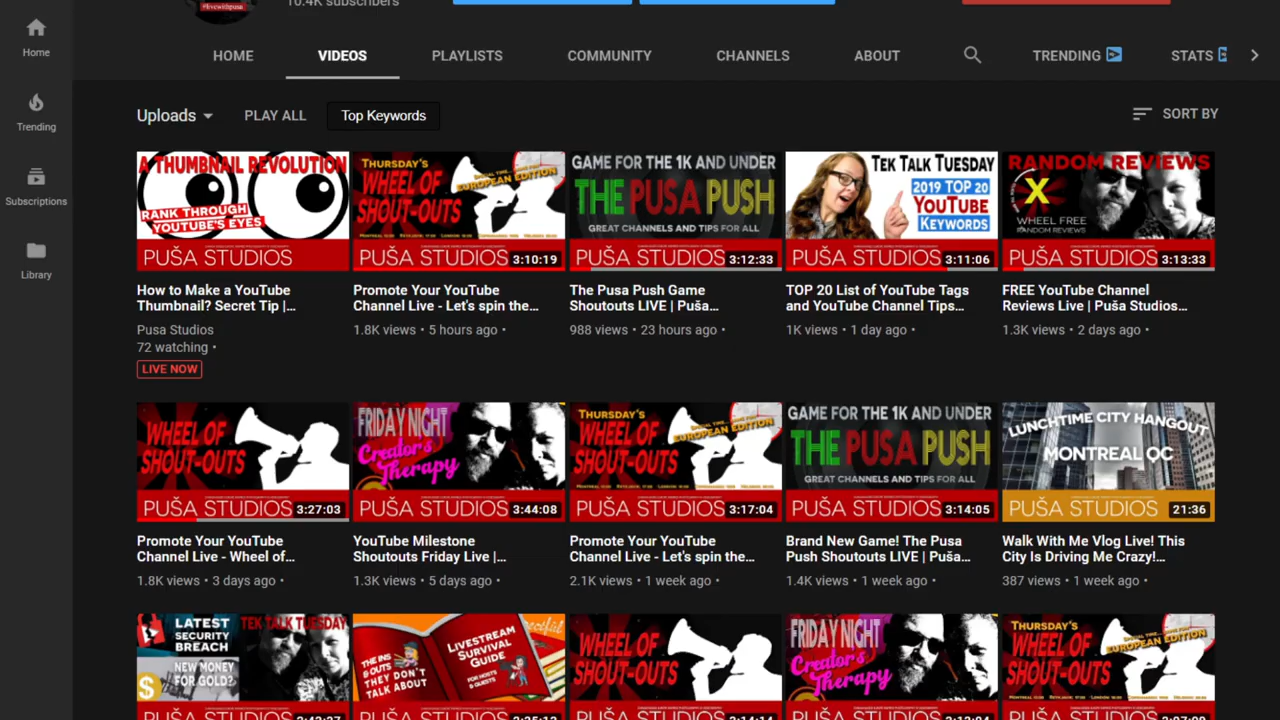 #livewithpusa
10.4K subscribers
Home
HOME
VIDEOS
PLAYLISTS
COMMUNITY
CHANNELS
ABOUT
TRENDING
STATS
Trending
Subscriptions
Library
Uploads
PLAY ALL
Top Keywords
SORT BY
A THUMBNAIL REVOLUTION
RANK THROUGH
YOUTUBE'S EYES
PUŠA STUDIOS
How to Make a YouTube
Thumbnail? Secret Tip |...
Pusa Studios
72 watching •
LIVE NOW
THURSDAY'S
EUROPEAN EDITION
WHEEL OF
SHOUT-OUTS
PUŠA STUDIOS
3:10:19
Promote Your YouTube
Channel Live - Let's spin the...
1.8K views • 5 hours ago •
GAME FOR THE 1K AND UNDER
THE PUSA PUSH
GREAT CHANNELS AND TIPS FOR ALL
PUŠA STUDIOS
3:12:33
The Pusa Push Game
Shoutouts LIVE | Puša...
988 views • 23 hours ago •
TEK TALK TUESDAY
2019 TOP 20
YOUTUBE
KEYWORDS
PUŠA STUDIOS
3:11:06
TOP 20 List of YouTube Tags
and YouTube Channel Tips...
1K views • 1 day ago •
RANDOM REVIEWS
X
WHEEL FREE
RANDOM REVIEWS
PUŠA STUDIOS
3:13:33
FREE YouTube Channel
Reviews Live | Puša Studios...
1.3K views • 2 days ago •
WHEEL OF
SHOUT-OUTS
PUŠA STUDIOS
3:27:03
Promote Your YouTube
Channel Live - Wheel of...
1.8K views • 3 days ago •
FRIDAY NIGHT
Creator's
Therapy
PUŠA STUDIOS
3:44:08
YouTube Milestone
Shoutouts Friday Live |...
1.3K views • 5 days ago •
THURSDAY'S
EUROPEAN EDITION
WHEEL OF
SHOUT-OUTS
PUŠA STUDIOS
3:17:04
Promote Your YouTube
Channel Live - Let's spin the...
2.1K views • 1 week ago •
GAME FOR THE 1K AND UNDER
THE PUSA PUSH
GREAT CHANNELS AND TIPS FOR ALL
PUŠA STUDIOS
3:14:05
Brand New Game! The Pusa
Push Shoutouts LIVE | Puša...
1.4K views • 1 week ago •
LUNCHTIME CITY HANGOUT
MONTREAL QC
PUŠA STUDIOS
21:36
Walk With Me Vlog Live! This
City Is Driving Me Crazy!...
387 views • 1 week ago •
LATEST
SECURITY
BREACH
TEK TALK TUESDAY
NEW MONEY
FOR GOLD?
PUŠA STUDIOS
THE INS
& OUTS
THEY DON'T
TALK ABOUT
LIVESTREAM
SURVIVAL
GUIDE
FOR HOSTS
& GUESTS
PUŠA STUDIOS
WHEEL OF
SHOUT-OUTS
PUŠA STUDIOS
FRIDAY NIGHT
Creator's
Therapy
PUŠA STUDIOS
THURSDAY'S
EUROPEAN EDITION
WHEEL OF
SHOUT-OUTS
PUŠA STUDIOS